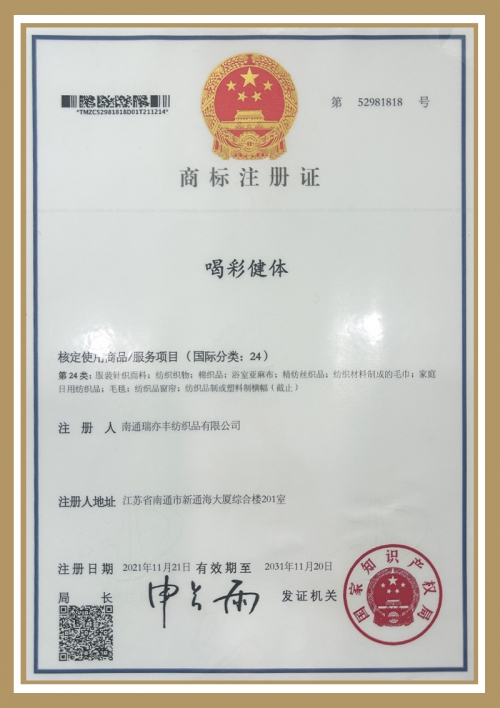 *TMZC52981818D01T211214*
第 52981818 号
商标注册证
喝彩健体
核定使用商品/服务项目（国际分类：24）
第24类：服装针织面料；纺织织物；棉织品；浴室亚麻布；精纺丝织品；纺织材料制成的毛巾；家庭
日用纺织品；毛毯；纺织品窗帘；纺织品制或塑料制横幅（截止）
注 册 人 南通瑞亦丰纺织品有限公司
注册人地址 江苏省南通市新通海大厦综合楼201室
注册日期 2021年11月21日 有效期至 2031年11月20日
局 长 申长雨 发证机关
国家知识产权局